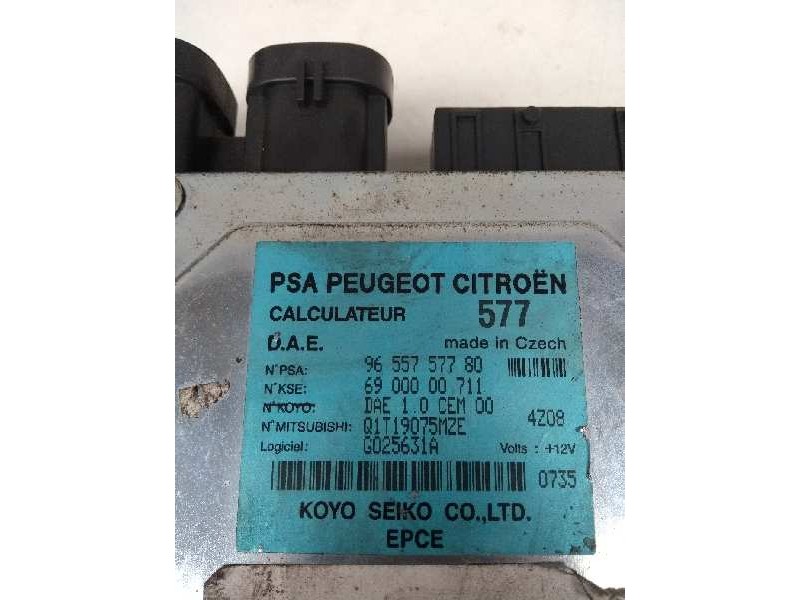 PSA PEUGEOT CITROËN
CALCULATEUR 577
D.A.E. made in Czech
N°PSA: 96 557 577 80
N°KSE: 69 000 00 711
N°KOYO: DAE 1.0 CEM 00
N°MITSUBISHI: Q1T19075MZE 4Z08
Logiciel: G025631A Volts : +12V
0735
KOYO SEIKO CO.,LTD.
EPCE